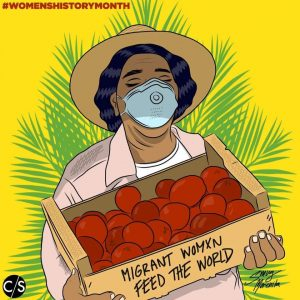 #WOMENSHISTORYMONTH
MIGRANT WOMXN
FEED THE WORLD
C/S